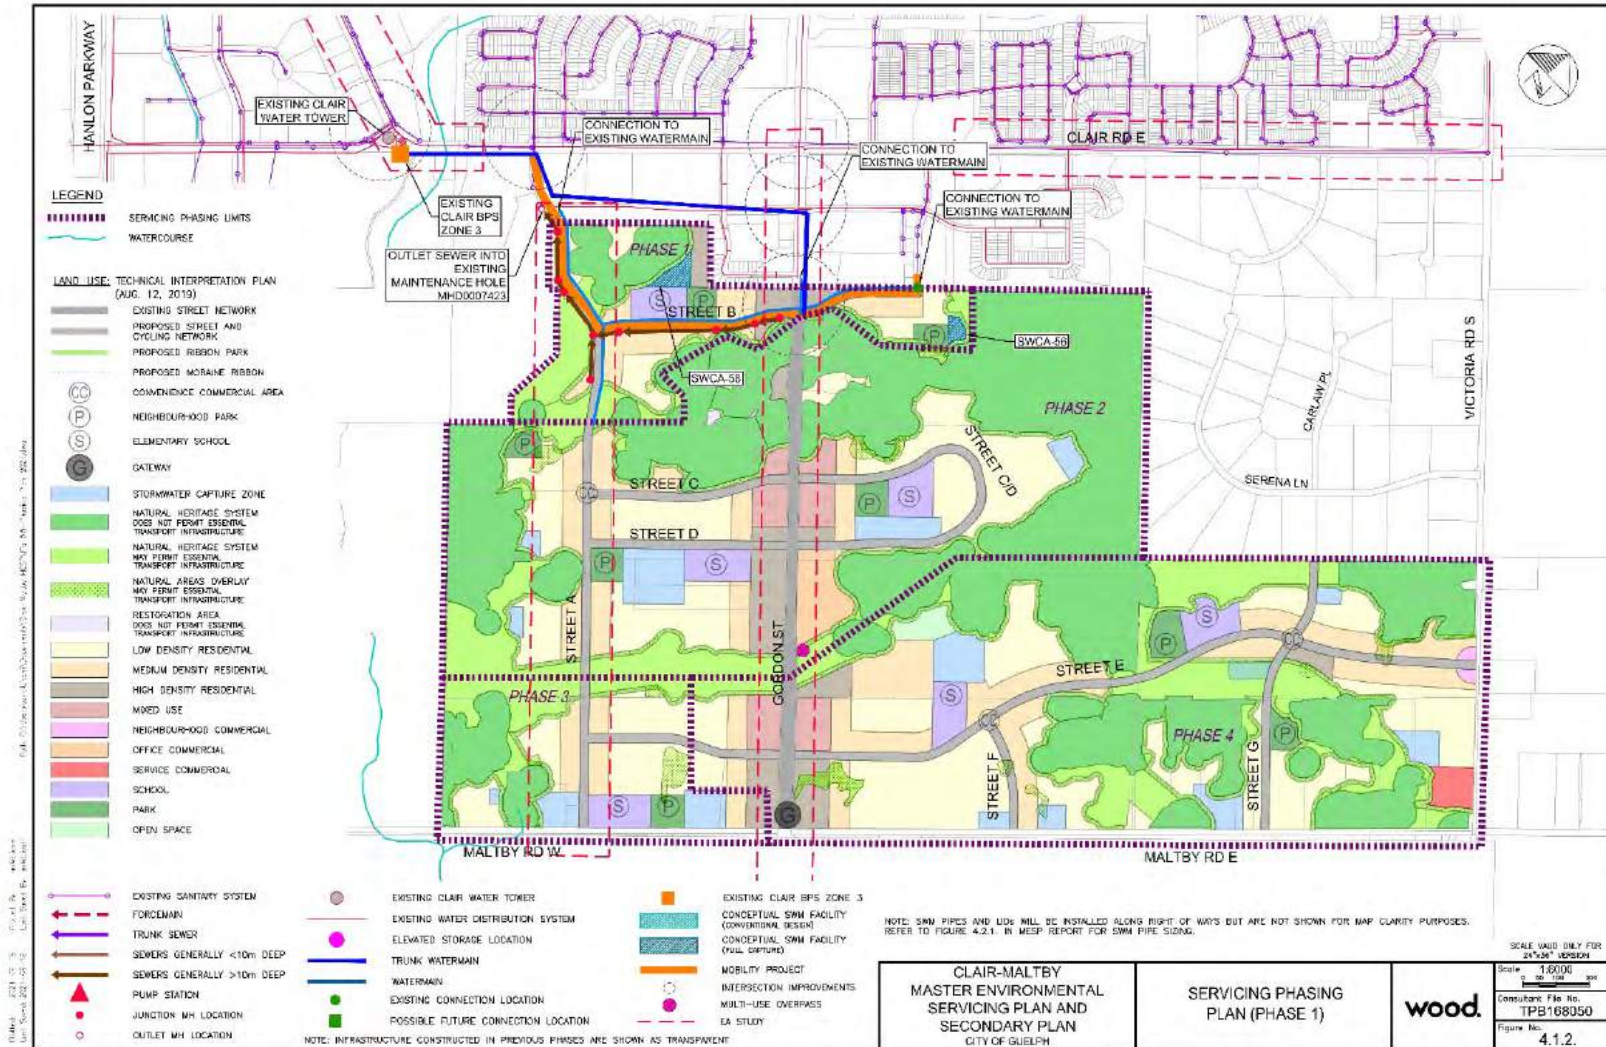 HANLON PARKWAY
EXISTING CLAIR
WATER TOWER
CONNECTION TO
EXISTING WATERMAIN
CLAIR RD E
CONNECTION TO
EXISTING WATERMAIN
CONNECTION TO
EXISTING WATERMAIN
EXISTING
CLAIR BPS
ZONE 3
OUTLET SEWER INTO
EXISTING
MAINTENANCE HOLE
MHD0007423
PHASE 1
S
P
STREET B
P
SWCA-56
SWCA-58
PHASE 2
VICTORIA RD S
CARLAW PL
SERENA LN
P
STREET C
STREET C/D
CC
P
S
STREET D
P
S
STREET A
GORDON ST
STREET E
P
S
CC
PHASE 3
S
CC
PHASE 4
P
STREET F
STREET G
S
P
G
MALTBY RD W
MALTBY RD E
LEGEND
SERVICING PHASING LIMITS
WATERCOURSE
LAND USE: TECHNICAL INTERPRETATION PLAN
(AUG. 12, 2019)
EXISTING STREET NETWORK
PROPOSED STREET AND
CYCLING NETWORK
PROPOSED RIBBON PARK
PROPOSED MORAINE RIBBON
CC CONVENIENCE COMMERCIAL AREA
P NEIGHBOURHOOD PARK
S ELEMENTARY SCHOOL
G GATEWAY
STORMWATER CAPTURE ZONE
NATURAL HERITAGE SYSTEM
DOES NOT PERMIT ESSENTIAL
TRANSPORT INFRASTRUCTURE
NATURAL HERITAGE SYSTEM
MAY PERMIT ESSENTIAL
TRANSPORT INFRASTRUCTURE
NATURAL AREAS OVERLAY
MAY PERMIT ESSENTIAL
TRANSPORT INFRASTRUCTURE
RESTORATION AREA
DOES NOT PERMIT ESSENTIAL
TRANSPORT INFRASTRUCTURE
LOW DENSITY RESIDENTIAL
MEDIUM DENSITY RESIDENTIAL
HIGH DENSITY RESIDENTIAL
MIXED USE
NEIGHBOURHOOD COMMERCIAL
OFFICE COMMERCIAL
SERVICE COMMERCIAL
SCHOOL
PARK
OPEN SPACE
EXISTING SANITARY SYSTEM
FORCEMAIN
TRUNK SEWER
SEWERS GENERALLY <10m DEEP
SEWERS GENERALLY >10m DEEP
PUMP STATION
JUNCTION MH LOCATION
OUTLET MH LOCATION
EXISTING CLAIR WATER TOWER
EXISTING WATER DISTRIBUTION SYSTEM
ELEVATED STORAGE LOCATION
TRUNK WATERMAIN
WATERMAIN
EXISTING CONNECTION LOCATION
POSSIBLE FUTURE CONNECTION LOCATION
NOTE: INFRASTRUCTURE CONSTRUCTED IN PREVIOUS PHASES ARE SHOWN AS TRANSPARENT
EXISTING CLAIR BPS ZONE 3
CONCEPTUAL SWM FACILITY
(CONVENTIONAL DESIGN)
CONCEPTUAL SWM FACILITY
(FULL CAPTURE)
MOBILITY PROJECT
INTERSECTION IMPROVEMENTS
MULTI-USE OVERPASS
EA STUDY
NOTE: SWM PIPES AND LIDs WILL BE INSTALLED ALONG RIGHT OF WAYS BUT ARE NOT SHOWN FOR MAP CLARITY PURPOSES.
REFER TO FIGURE 4.2.1. IN MESP REPORT FOR SWM PIPE SIZING.
CLAIR-MALTBY
MASTER ENVIRONMENTAL
SERVICING PLAN AND
SECONDARY PLAN
CITY OF GUELPH
SERVICING PHASING
PLAN (PHASE 1)
wood.
SCALE VALID ONLY FOR
24"x36" VERSION
Scale 1:6000
Consultant File No.
TPB168050
Figure No.
4.1.2.